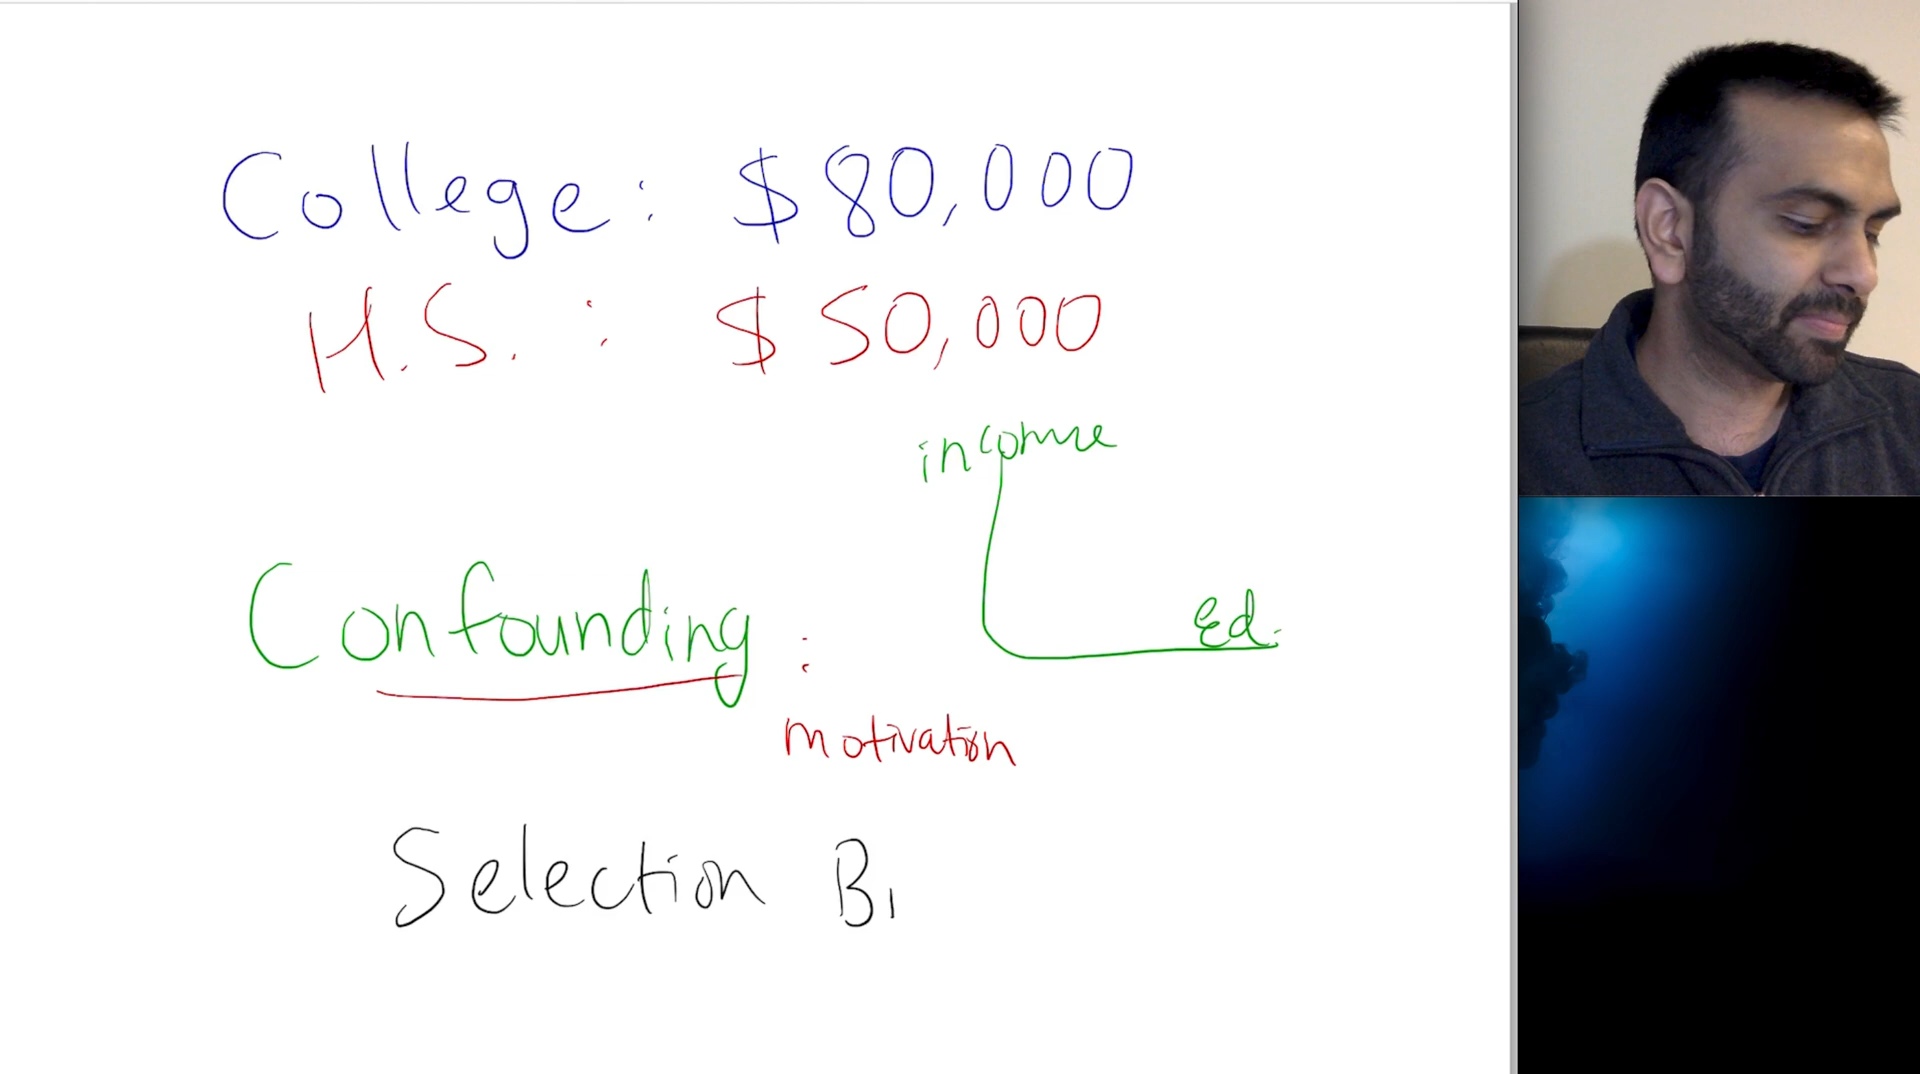 College: $80,000
H.S.: $50,000
income
Ed.
Confounding:
motivation
Selection Bi